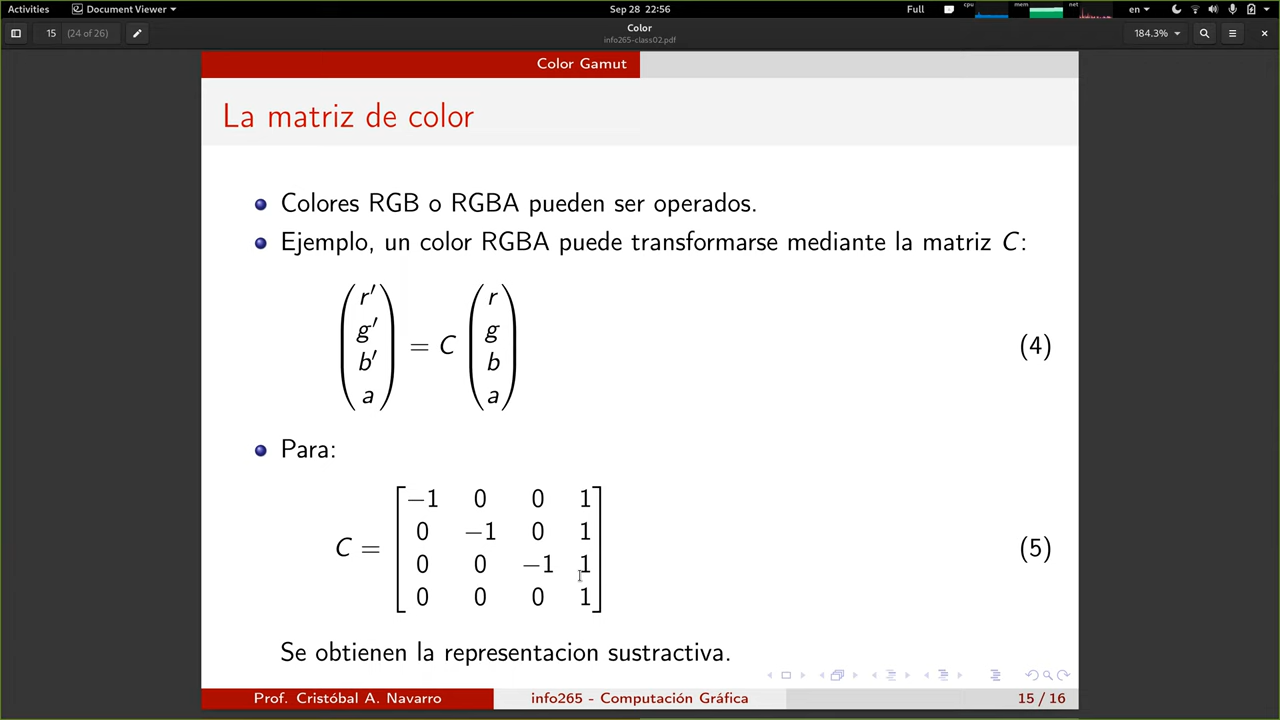 Activities Document Viewer Sep 28 22:56 Full cpu mem net en
15 (24 of 26) Color 184.3%
info265-class02.pdf
Color Gamut
La matriz de color
Colores RGB o RGBA pueden ser operados.
Ejemplo, un color RGBA puede transformarse mediante la matriz C:
r′ r
g′ g
= C (4)
b′ b
a a
Para:
−1 0 0 1
0 −1 0 1
C = (5)
0 0 −1 1
0 0 0 1
Se obtienen la representacion sustractiva.
Prof. Cristóbal A. Navarro info265 - Computación Gráfica 15 / 16